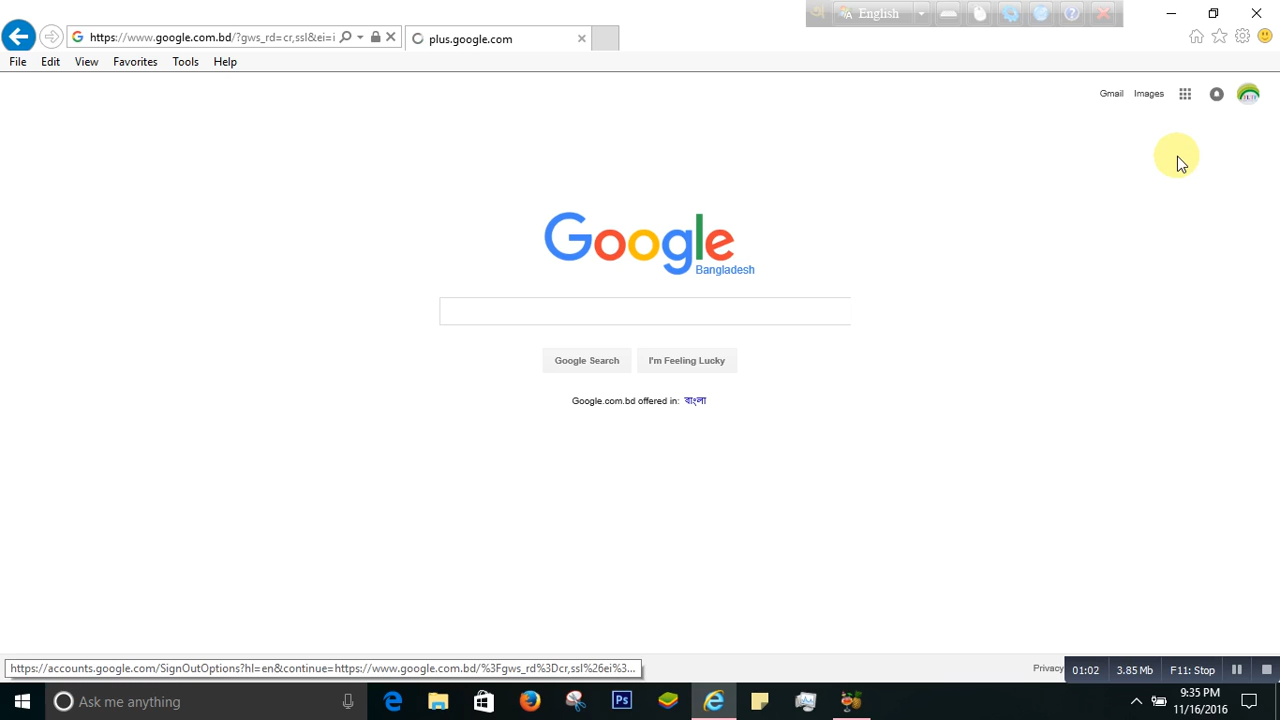 English
https://www.google.com.bd/?gws_rd=cr,ssl&ei=i
plus.google.com
File Edit View Favorites Tools Help
Gmail Images
Google
Bangladesh
Google Search I'm Feeling Lucky
Google.com.bd offered in: বাংলা
https://accounts.google.com/SignOutOptions?hl=en&continue=https://www.google.com.bd/%3Fgws_rd%3Dcr,ssl%26ei%3...
Privacy
01:02 3.85 Mb F11: Stop
Ask me anything
Ps
9:35 PM
11/16/2016